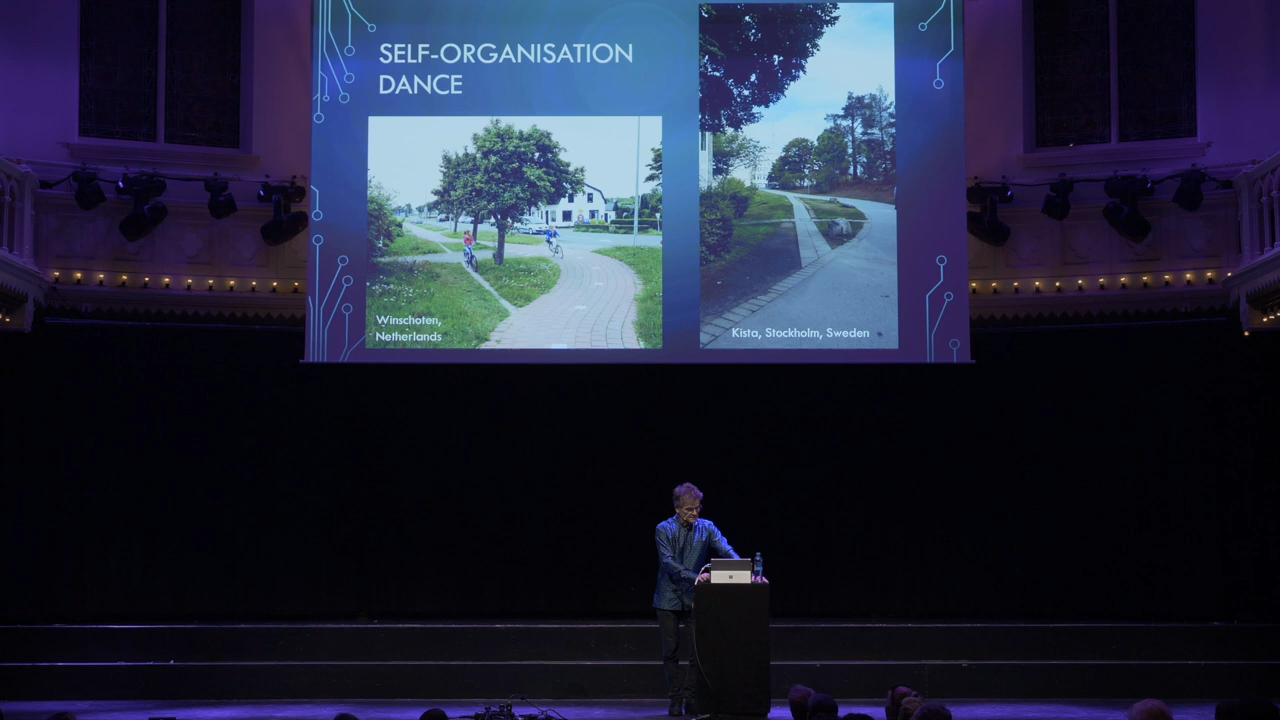 SELF-ORGANISATION
DANCE
Winschoten,
Netherlands
Kista, Stockholm, Sweden